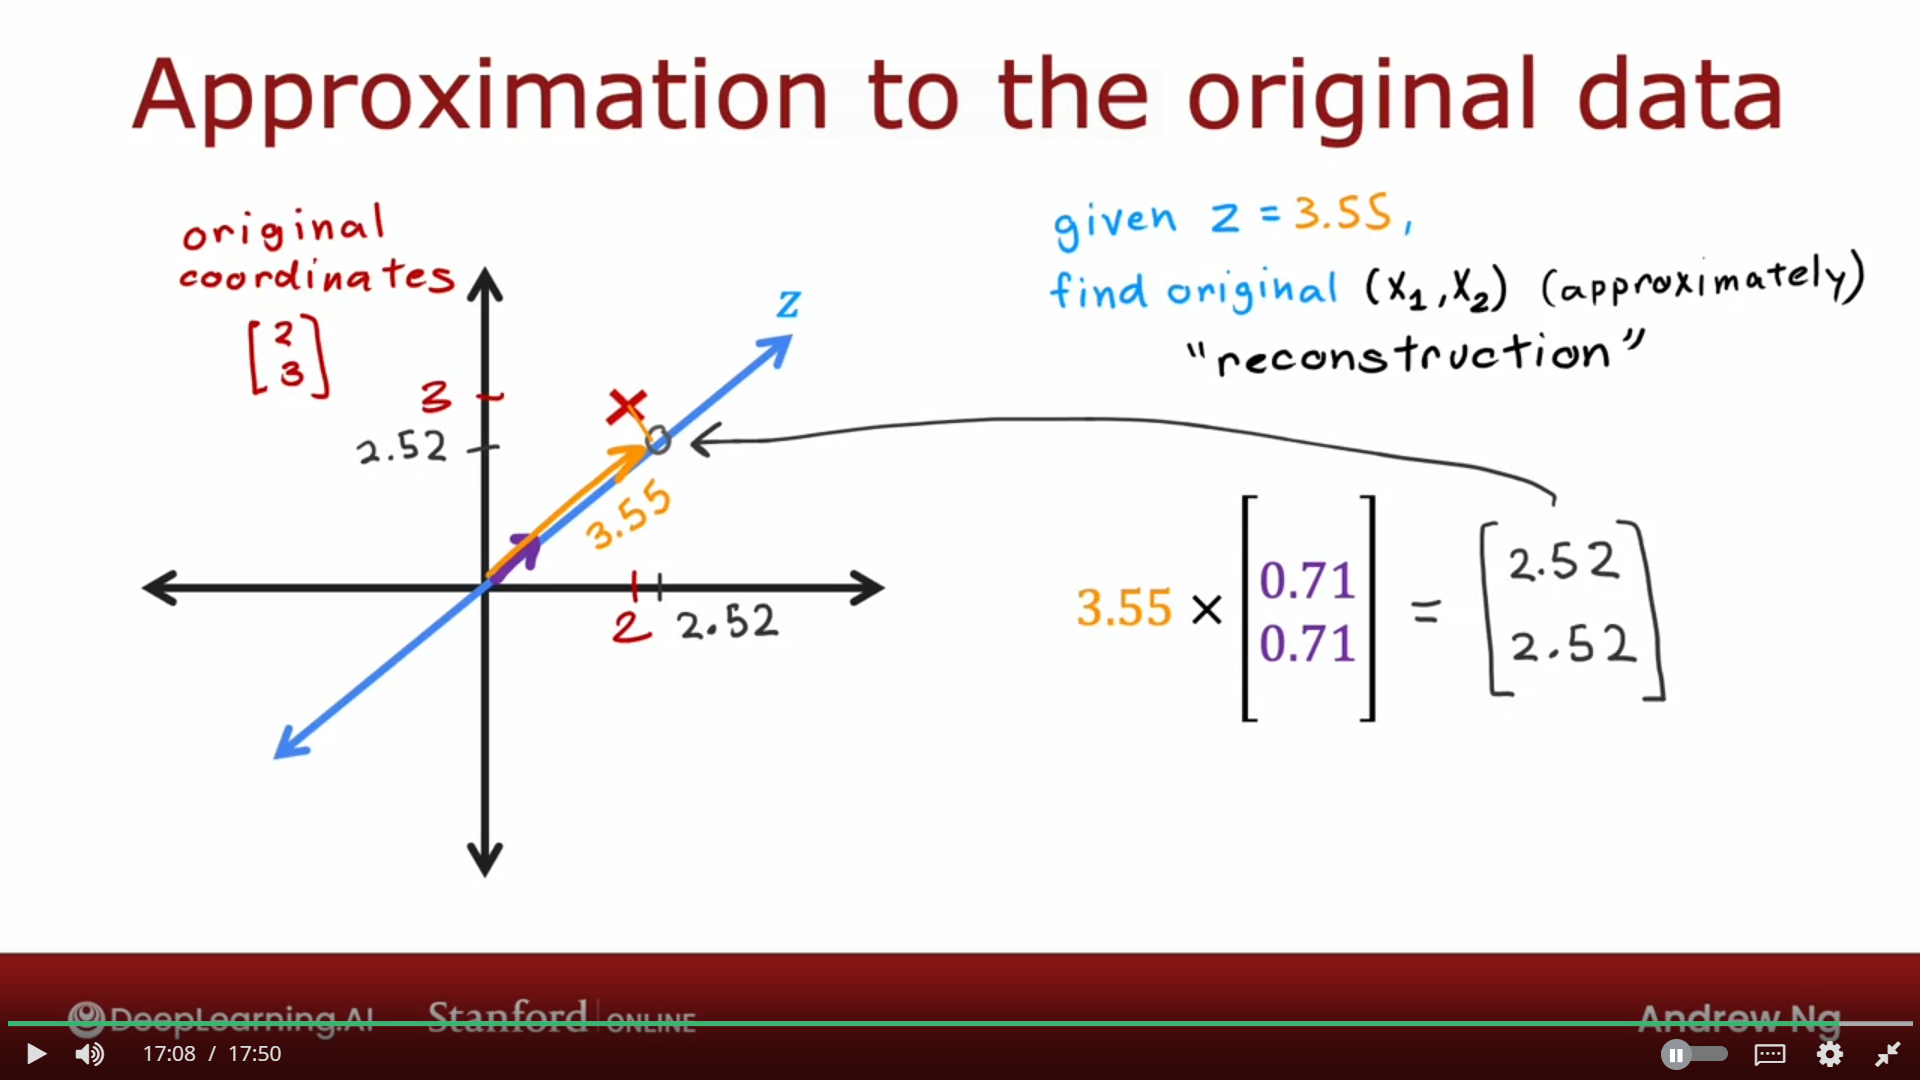 Approximation to the original data
original
coordinates
[2
3]
z
3
2.52
3.55
2
2.52
given z = 3.55,
find original (x₁, x₂) (approximately)
"reconstruction"
3.55 × [0.71
0.71] = [2.52
2.52]
DeepLearning.AI Stanford | ONLINE Andrew Ng
17:08 / 17:50